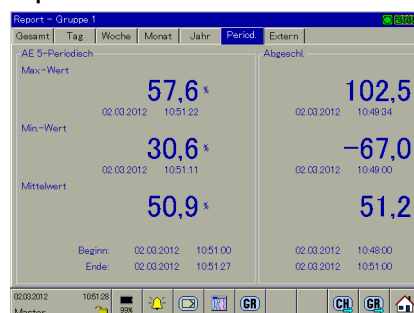 Report - Gruppe 1
Gesamt Tag Woche Monat Jahr Period. Extern
AE 5-Periodisch Abgeschl.
Max-Wert
57,6 % 102,5
02.03.2012 10:51:22 02.03.2012 10:49:34
Min-Wert
30,6 % -67,0
02.03.2012 10:51:11 02.03.2012 10:49:00
Mittelwert
50,9 % 51,2
Beginn: 02.03.2012 10:51:00 02.03.2012 10:48:00
Ende: 02.03.2012 10:51:27 02.03.2012 10:51:00
02.03.2012 10:51:28
Master 99% GR CH. GR.